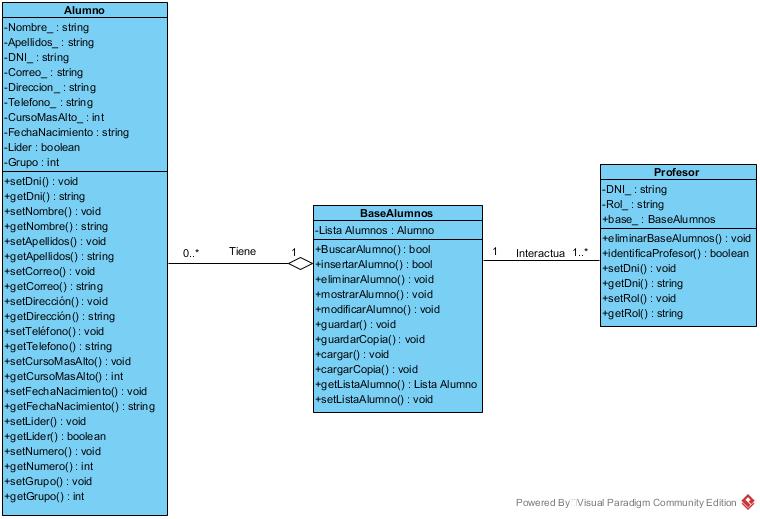 Alumno
-Nombre_ : string
-Apellidos_ : string
-DNI_ : string
-Correo_ : string
-Direccion_ : string
-Telefono_ : string
-CursoMasAlto_ : int
-FechaNacimiento : string
-Lider : boolean
-Grupo : int
+setDni() : void
+getDni() : string
+setNombre() : void
+getNombre() : string
+setApellidos() : void
+getApellidos() : string
+setCorreo() : void
+getCorreo() : string
+setDirección() : void
+getDirección() : string
+setTeléfono() : void
+getTelefono() : string
+setCursoMasAlto() : void
+getCursoMasAlto() : int
+setFechaNacimiento() : void
+getFechaNacimiento() : string
+setLider() : void
+getLider() : boolean
+setNumero() : void
+getNumero() : int
+setGrupo() : void
+getGrupo() : int
0..*
Tiene
1
BaseAlumnos
-Lista Alumnos : Alumno
+BuscarAlumno() : bool
+insertarAlumno() : bool
+eliminarAlumno() : void
+mostrarAlumno() : void
+modificarAlumno() : void
+guardar() : void
+guardarCopia() : void
+cargar() : void
+cargarCopia() : void
+getListaAlumno() : Lista Alumno
+setListaAlumno() : void
1
Interactua
1..*
Profesor
-DNI_ : string
-Rol_ : string
+base_ : BaseAlumnos
+eliminarBaseAlumnos() : void
+identificaProfesor() : boolean
+setDni() : void
+getDni() : string
+setRol() : void
+getRol() : string
Powered By Visual Paradigm Community Edition